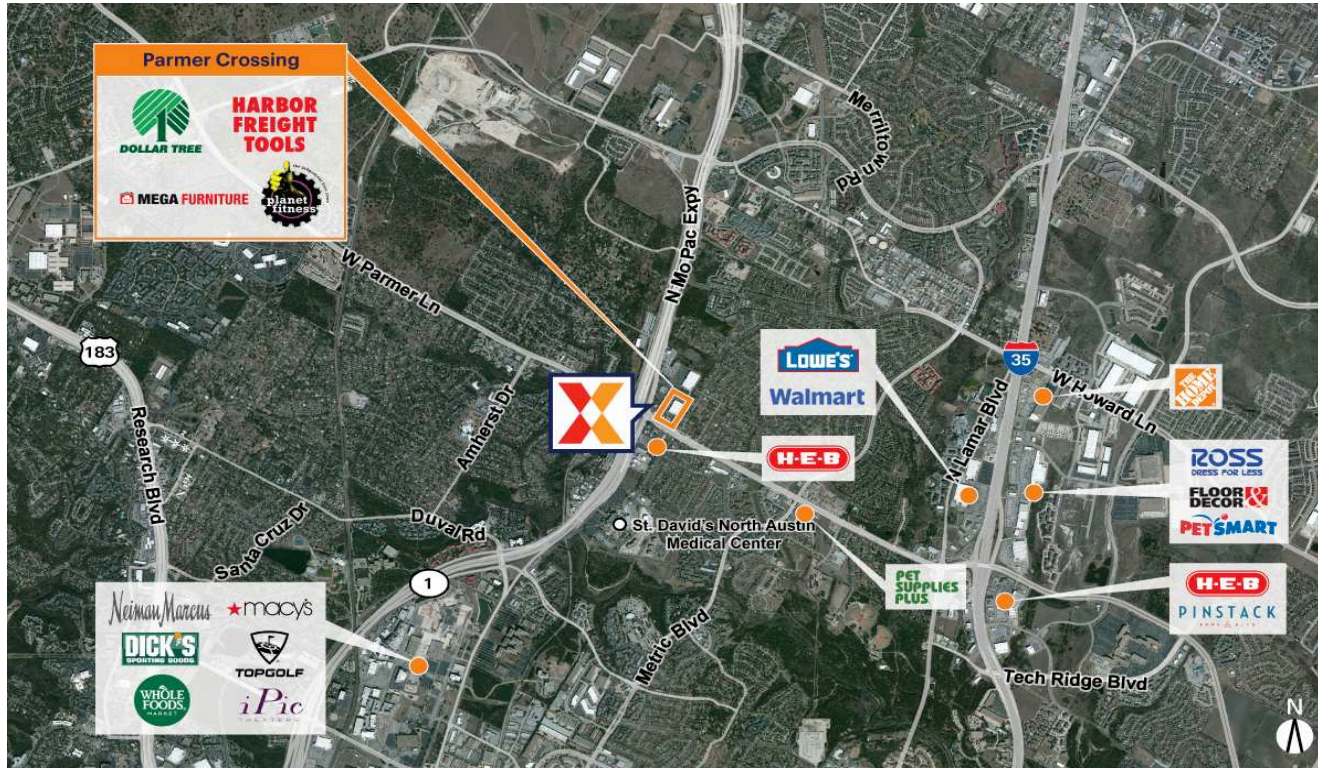 Parmer Crossing
DOLLAR TREE
HARBOR
FREIGHT
TOOLS
MEGA FURNITURE
planet
fitness
Merriltown
Rd
N Mo Pac Expy
W Parmer Ln
183
Research Blvd
Amherst Dr
Santa Cruz Dr
Duval Rd
1
LOWE'S
Walmart
H-E-B
35
N Lamar Blvd
W Howard Ln
THE
HOME
DEPOT
ROSS
DRESS FOR LESS
FLOOR &
DECOR
PETSMART
St. David's North Austin
Medical Center
PET
SUPPLIES
PLUS
H-E-B
PINSTACK
Metric Blvd
Tech Ridge Blvd
Neiman Marcus
macy's
DICK'S
SPORTING GOODS
TOPGOLF
WHOLE
FOODS
MARKET
iPic
THEATERS
N